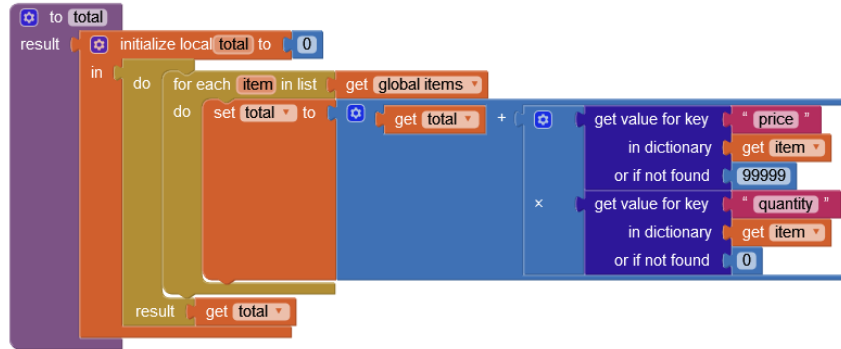 to total
result initialize local total to 0
in do for each item in list get global items
do set total to get total + get value for key " price "
in dictionary get item
or if not found 99999
× get value for key " quantity "
in dictionary get item
or if not found 0
result get total